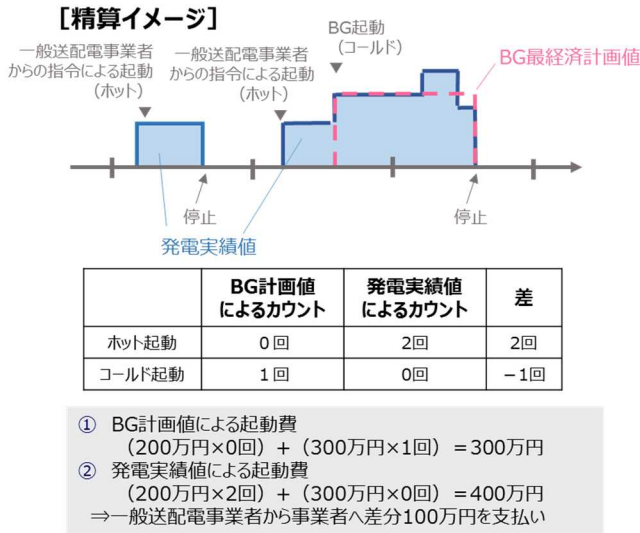 ［精算イメージ］
一般送配電事業者
からの指令による起動
（ホット）
一般送配電事業者
からの指令による起動
（ホット）
BG起動
（コールド）
BG最経済計画値
停止
停止
発電実績値
BG計画値
によるカウント
発電実績値
によるカウント
差
ホット起動
０回
2回
2回
コールド起動
１回
0回
－1回
① BG計画値による起動費
（200万円×0回）＋（300万円×1回）＝300万円
② 発電実績値による起動費
（200万円×2回）＋（300万円×0回）＝400万円
⇒一般送配電事業者から事業者へ差分100万円を支払い